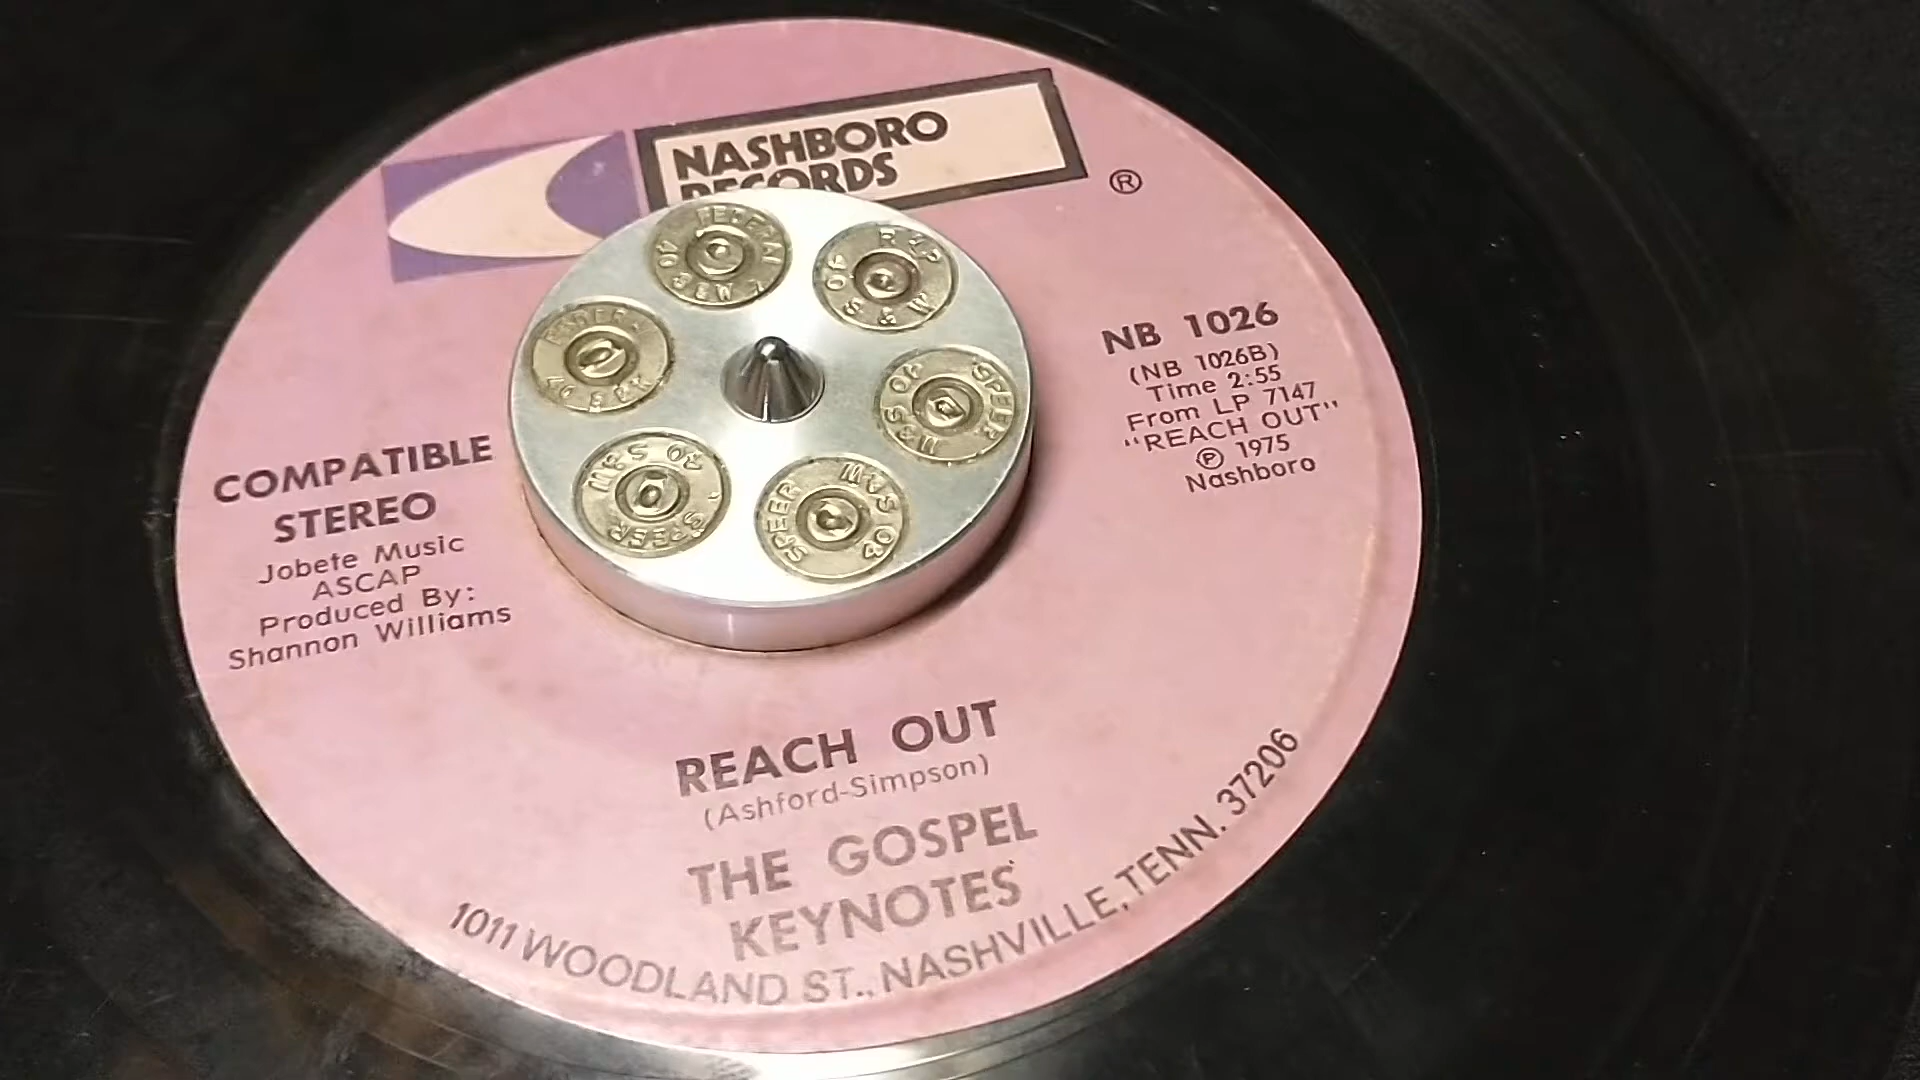 NASHBORO
RECORDS
®
NB 1026
(NB 1026B)
Time 2:55
From LP 7147
"REACH OUT"
Ⓟ 1975
Nashboro
COMPATIBLE
STEREO
Jobete Music
ASCAP
Produced By:
Shannon Williams
FEDERAL
40 S&W
R-P
40 S & W
SPEER
40 S&W
SPEER
40 S&W
SPEER
40 S&W
FEDERAL
REACH OUT
(Ashford-Simpson)
THE GOSPEL
KEYNOTES
1011 WOODLAND ST., NASHVILLE, TENN. 37206